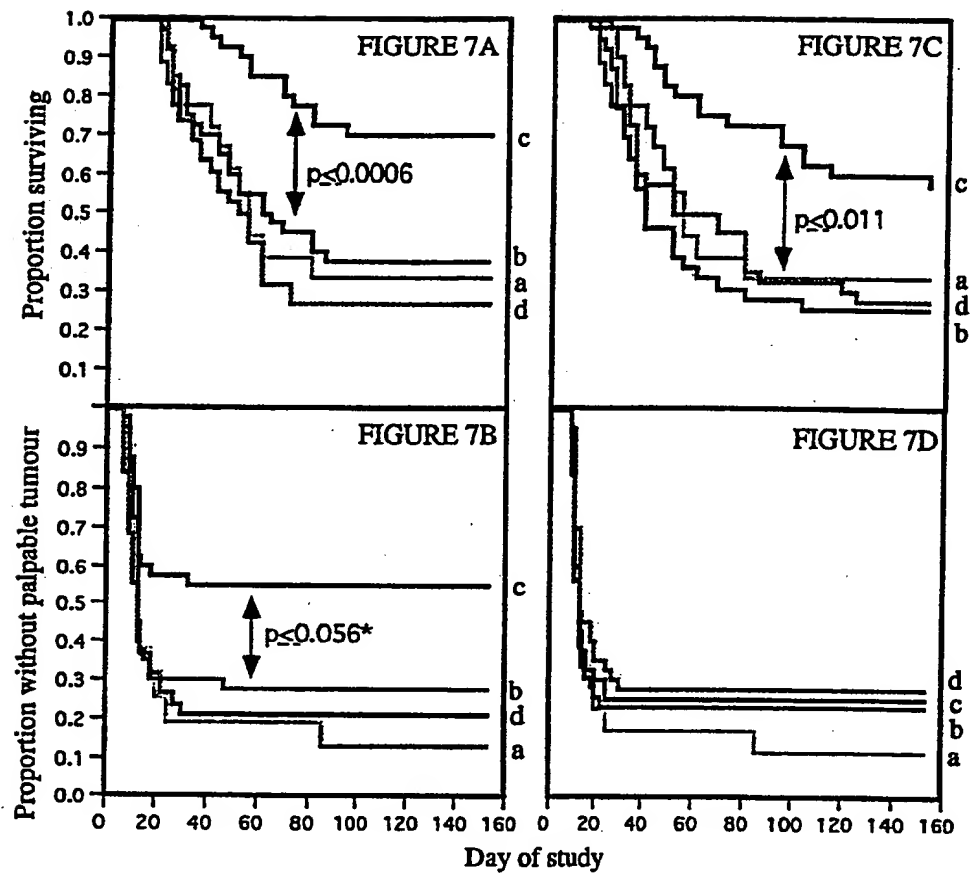 FIGURE 7A
Proportion surviving
1.0
0.9
0.8
0.7
0.6
0.5
0.4
0.3
0.2
0.1
p≤0.0006
c
b
a
d
FIGURE 7C
p≤0.011
c
a
d
b
FIGURE 7B
Proportion without palpable tumour
0.9
0.8
0.7
0.6
0.5
0.4
0.3
0.2
0.1
0.0
p≤0.056*
c
b
d
a
0 20 40 60 80 100 120 140 160
FIGURE 7D
d
c
b
a
0 20 40 60 80 100 120 140 160
Day of study